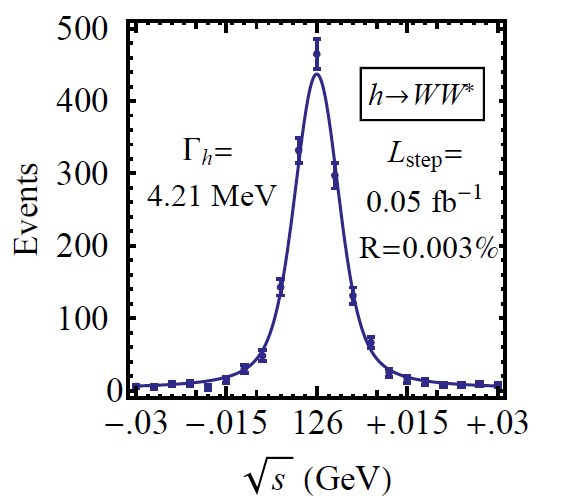 500
400
300
200
100
0
Events
Γh=
4.21 MeV
h→WW*
Lstep=
0.05 fb⁻¹
R=0.003%
−.03 −.015 126 +.015 +.03
√s (GeV)